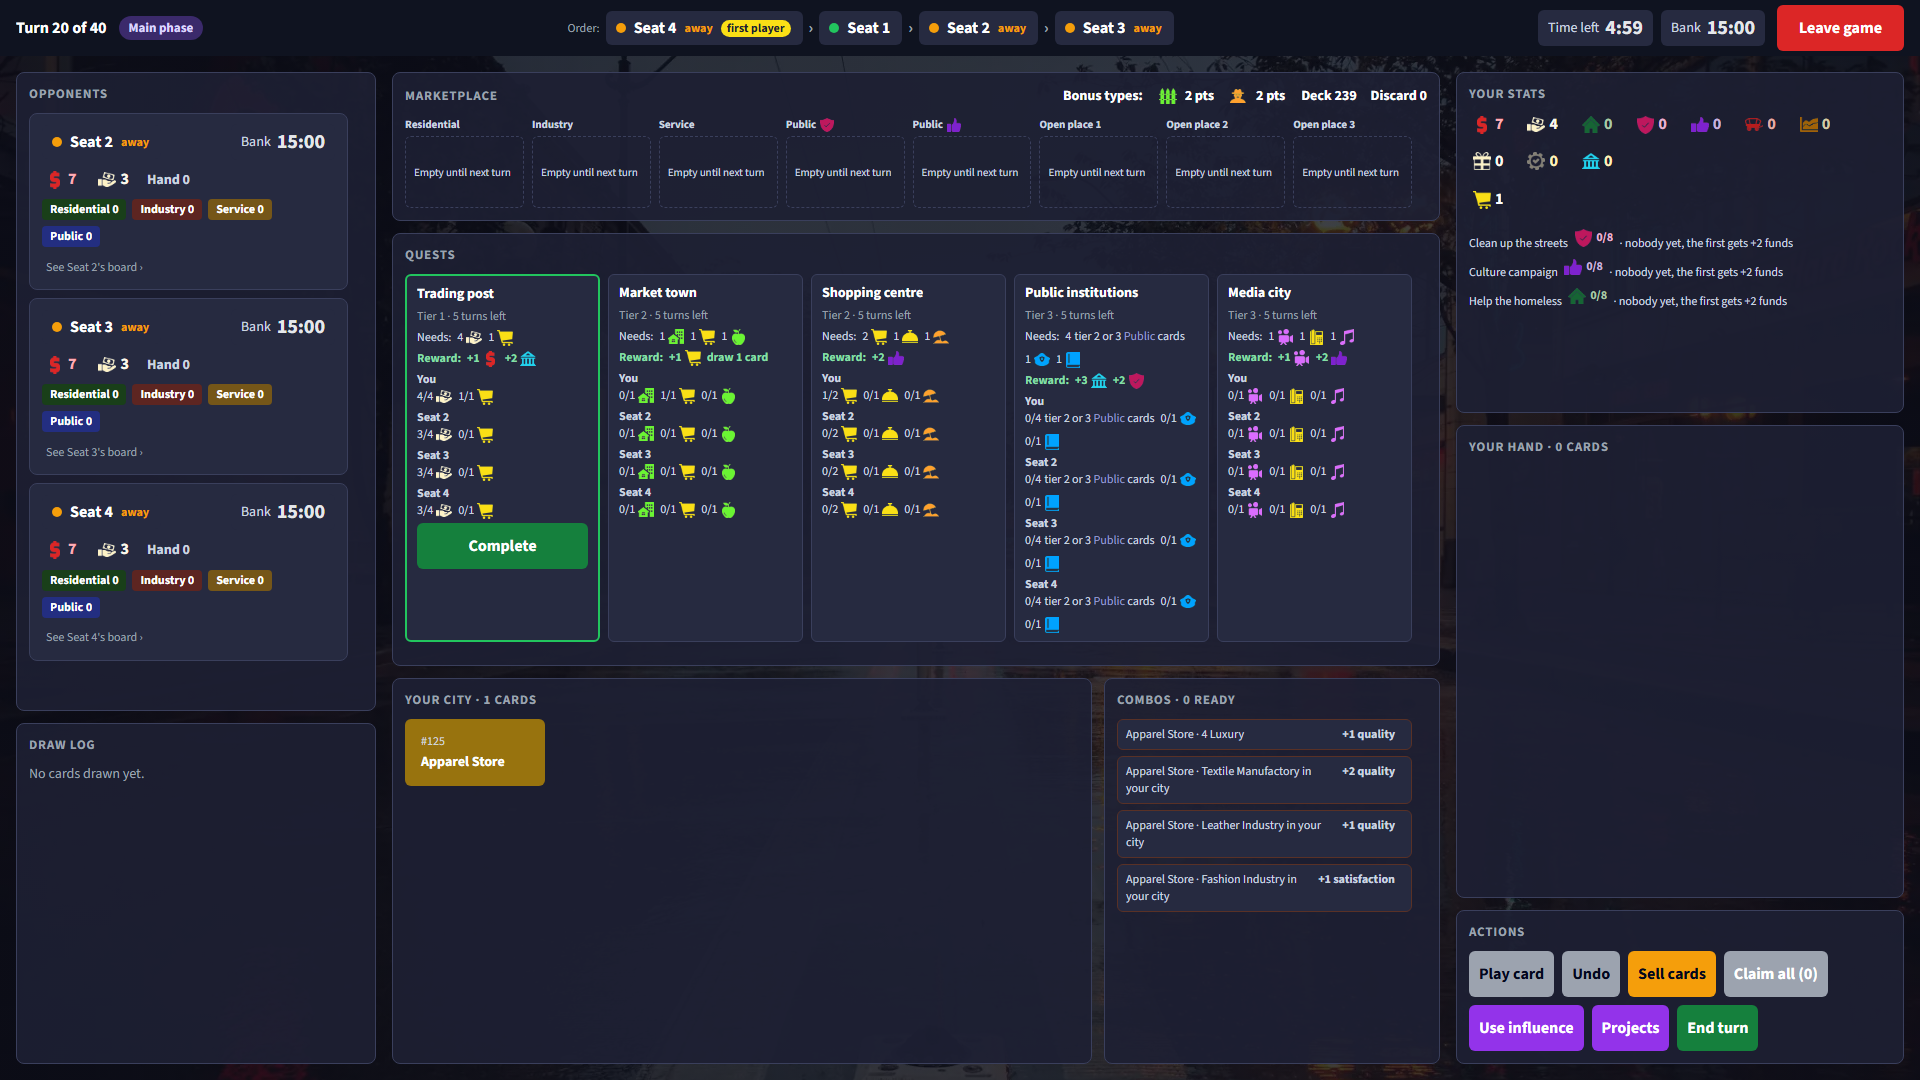 Turn 20 of 40
Main phase
Order:
Seat 4 away first player
›
Seat 1
›
Seat 2 away
›
Seat 3 away
Time left 4:59
Bank 15:00
Leave game
OPPONENTS
Seat 2 away
Bank 15:00
7 3 Hand 0
Residential 0 Industry 0 Service 0
Public 0
See Seat 2's board ›
Seat 3 away
Bank 15:00
7 3 Hand 0
Residential 0 Industry 0 Service 0
Public 0
See Seat 3's board ›
Seat 4 away
Bank 15:00
7 3 Hand 0
Residential 0 Industry 0 Service 0
Public 0
See Seat 4's board ›
DRAW LOG
No cards drawn yet.
MARKETPLACE
Bonus types: 2 pts 2 pts Deck 239 Discard 0
Residential Industry Service Public Public Open place 1 Open place 2 Open place 3
Empty until next turn Empty until next turn Empty until next turn Empty until next turn Empty until next turn Empty until next turn Empty until next turn Empty until next turn
QUESTS
Trading post
Tier 1 · 5 turns left
Needs: 4 1
Reward: +1 +2
You
4/4 1/1
Seat 2
3/4 0/1
Seat 3
3/4 0/1
Seat 4
3/4 0/1
Complete
Market town
Tier 2 · 5 turns left
Needs: 1 1 1
Reward: +1 draw 1 card
You
0/1 1/1 0/1
Seat 2
0/1 0/1 0/1
Seat 3
0/1 0/1 0/1
Seat 4
0/1 0/1 0/1
Shopping centre
Tier 2 · 5 turns left
Needs: 2 1 1
Reward: +2
You
1/2 0/1 0/1
Seat 2
0/2 0/1 0/1
Seat 3
0/2 0/1 0/1
Seat 4
0/2 0/1 0/1
Public institutions
Tier 3 · 5 turns left
Needs: 4 tier 2 or 3 Public cards
1 1
Reward: +3 +2
You
0/4 tier 2 or 3 Public cards 0/1
0/1
Seat 2
0/4 tier 2 or 3 Public cards 0/1
0/1
Seat 3
0/4 tier 2 or 3 Public cards 0/1
0/1
Seat 4
0/4 tier 2 or 3 Public cards 0/1
0/1
Media city
Tier 3 · 5 turns left
Needs: 1 1 1
Reward: +1 +2
You
0/1 0/1 0/1
Seat 2
0/1 0/1 0/1
Seat 3
0/1 0/1 0/1
Seat 4
0/1 0/1 0/1
YOUR CITY · 1 CARDS
#125
Apparel Store
COMBOS · 0 READY
Apparel Store · 4 Luxury +1 quality
Apparel Store · Textile Manufactory in +2 quality
your city
Apparel Store · Leather Industry in your +1 quality
city
Apparel Store · Fashion Industry in +1 satisfaction
your city
YOUR STATS
7 4 0 0 0 0 0
0 0 0
1
Clean up the streets 0/8 · nobody yet, the first gets +2 funds
Culture campaign 0/8 · nobody yet, the first gets +2 funds
Help the homeless 0/8 · nobody yet, the first gets +2 funds
YOUR HAND · 0 CARDS
ACTIONS
Play card Undo Sell cards Claim all (0)
Use influence Projects End turn